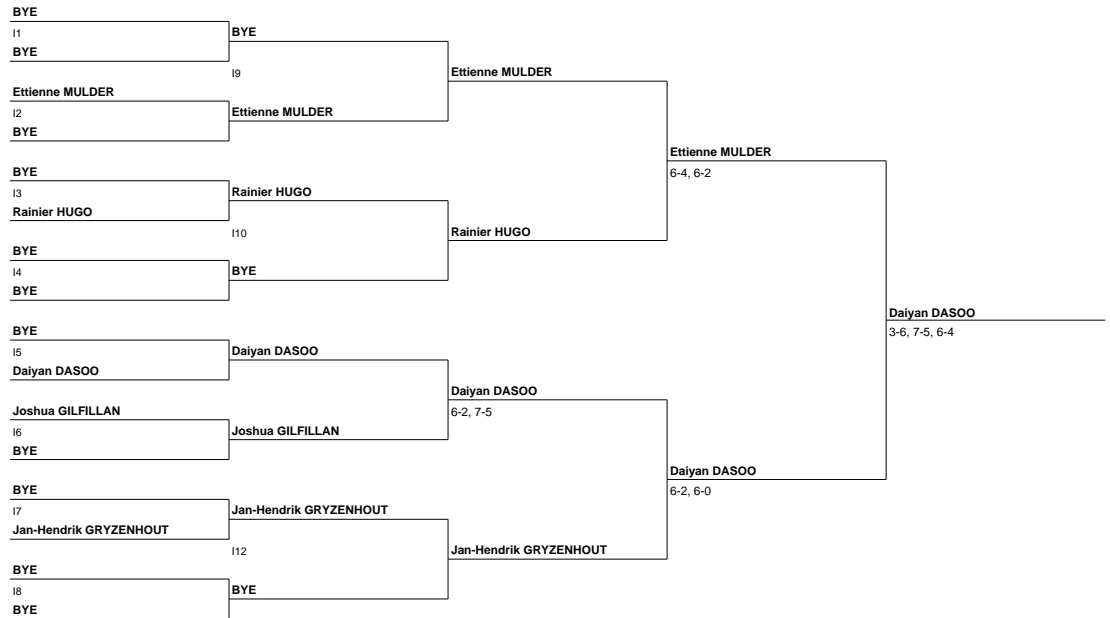 BYE
I1
BYE
BYE
I9
Ettienne MULDER
Ettienne MULDER
I2
Ettienne MULDER
BYE
Ettienne MULDER
6-4, 6-2
BYE
I3
Rainier HUGO
Rainier HUGO
I10
Rainier HUGO
BYE
I4
BYE
BYE
Daiyan DASOO
3-6, 7-5, 6-4
BYE
I5
Daiyan DASOO
Daiyan DASOO
Daiyan DASOO
6-2, 7-5
Joshua GILFILLAN
I6
Joshua GILFILLAN
BYE
Daiyan DASOO
6-2, 6-0
BYE
I7
Jan-Hendrik GRYZENHOUT
Jan-Hendrik GRYZENHOUT
I12
Jan-Hendrik GRYZENHOUT
BYE
I8
BYE
BYE